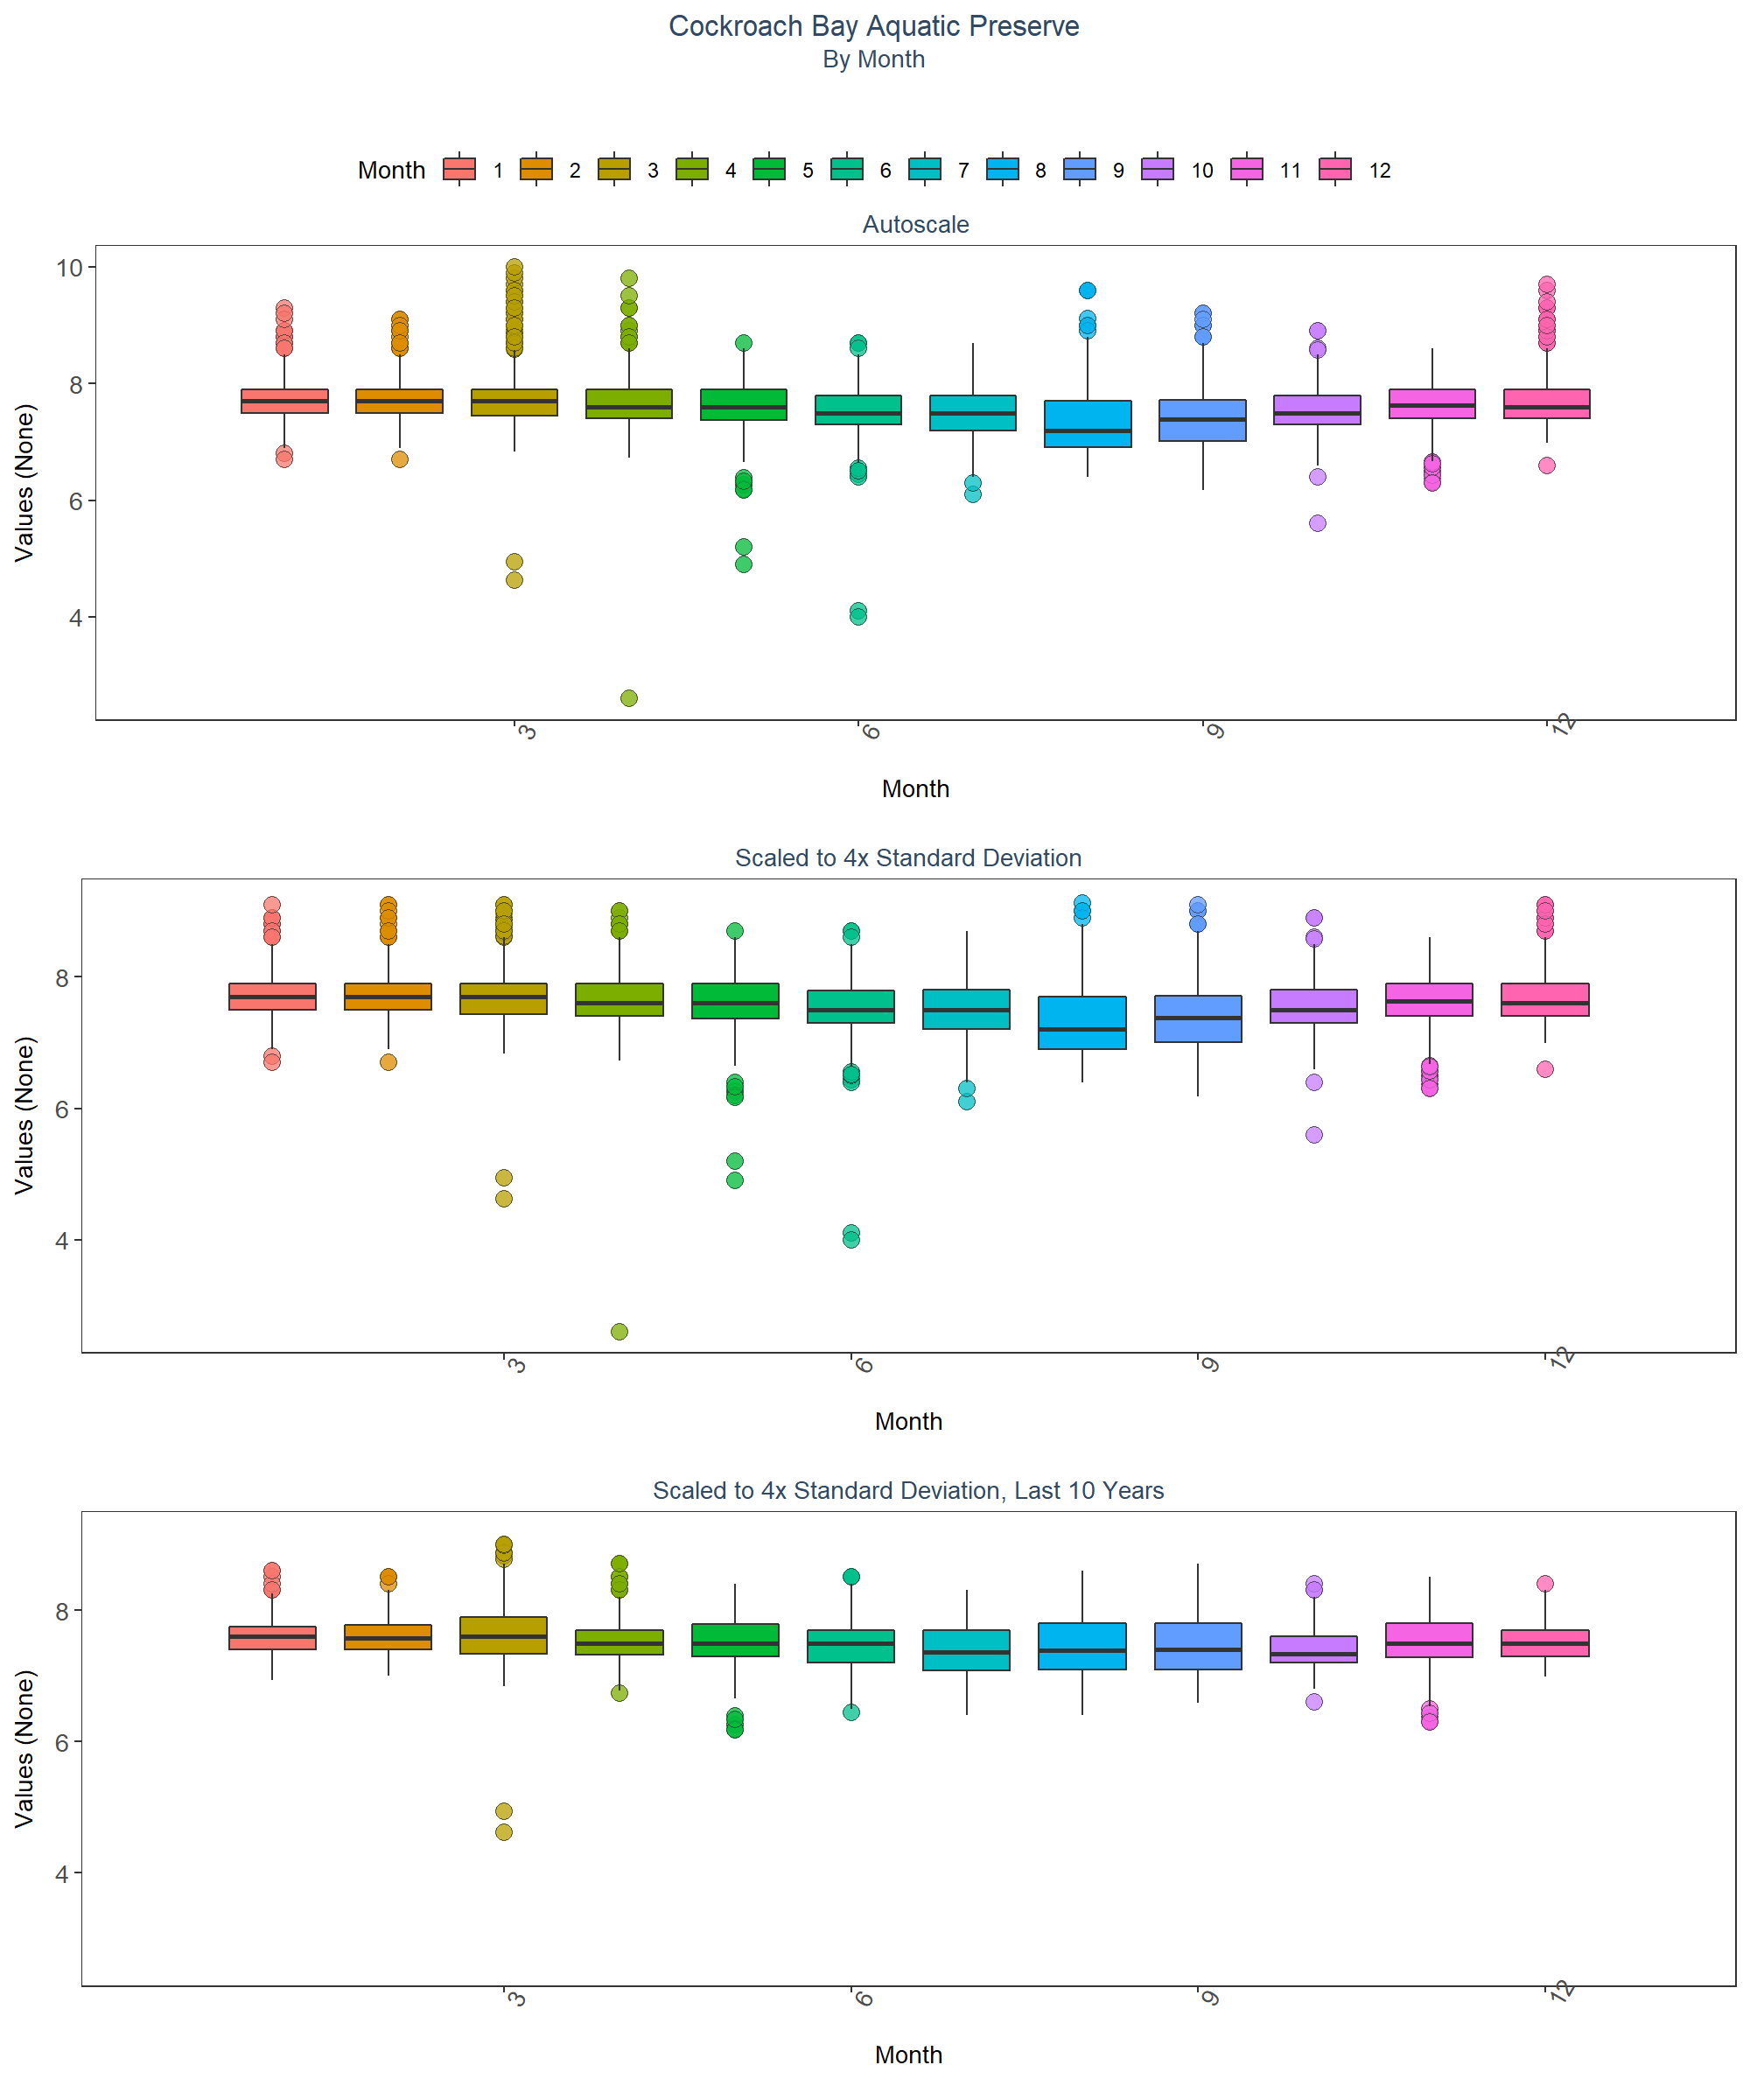 Cockroach Bay Aquatic Preserve
By Month
Month 1 2 3 4 5 6 7 8 9 10 11 12
Autoscale
Values (None)
10
8
6
4
3 6 9 12
Month
Scaled to 4x Standard Deviation
Values (None)
8
6
4
3 6 9 12
Month
Scaled to 4x Standard Deviation, Last 10 Years
Values (None)
8
6
4
3 6 9 12
Month